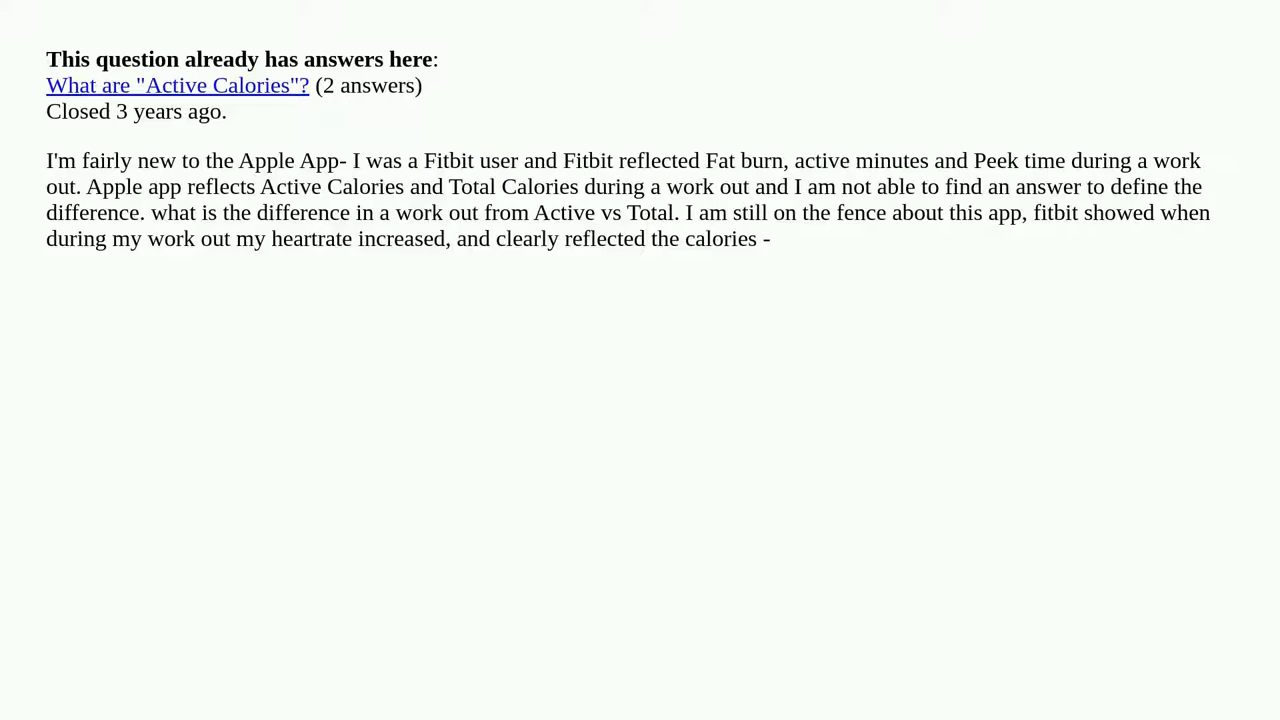 This question already has answers here:
What are "Active Calories"? (2 answers)
Closed 3 years ago.
I'm fairly new to the Apple App- I was a Fitbit user and Fitbit reflected Fat burn, active minutes and Peek time during a work
out. Apple app reflects Active Calories and Total Calories during a work out and I am not able to find an answer to define the
difference. what is the difference in a work out from Active vs Total. I am still on the fence about this app, fitbit showed when
during my work out my heartrate increased, and clearly reflected the calories -